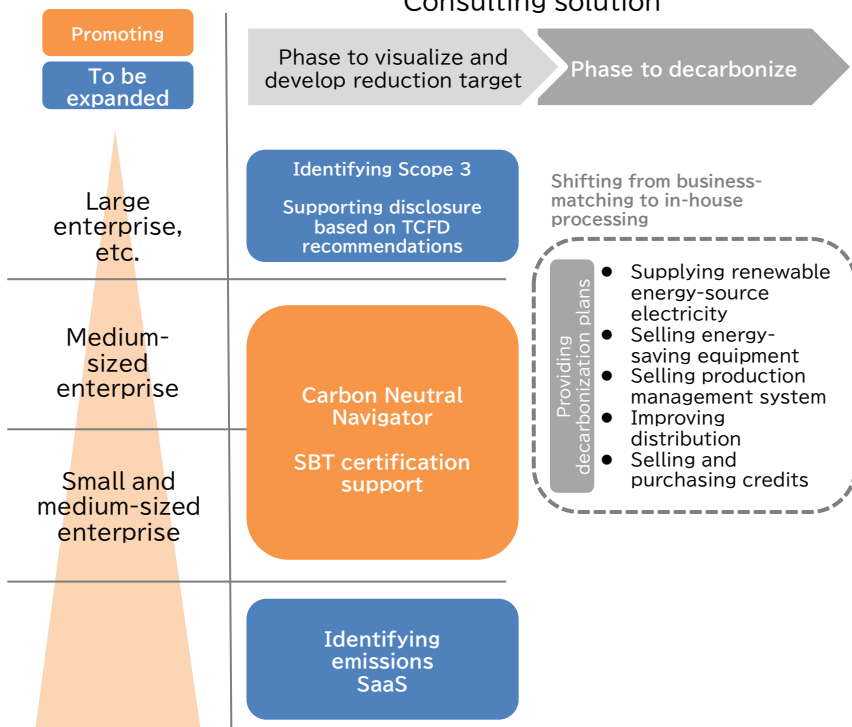 Consulting solution
Promoting
To be
expanded
Phase to visualize and
develop reduction target
Phase to decarbonize
Large
enterprise,
etc.
Identifying Scope 3
Supporting disclosure
based on TCFD
recommendations
Shifting from business-
matching to in-house
processing
Medium-
sized
enterprise
Small and
medium-sized
enterprise
Carbon Neutral
Navigator
SBT certification
support
Providing
decarbonization plans
● Supplying renewable
energy-source
electricity
● Selling energy-
saving equipment
● Selling production
management system
● Improving
distribution
● Selling and
purchasing credits
Identifying
emissions
SaaS